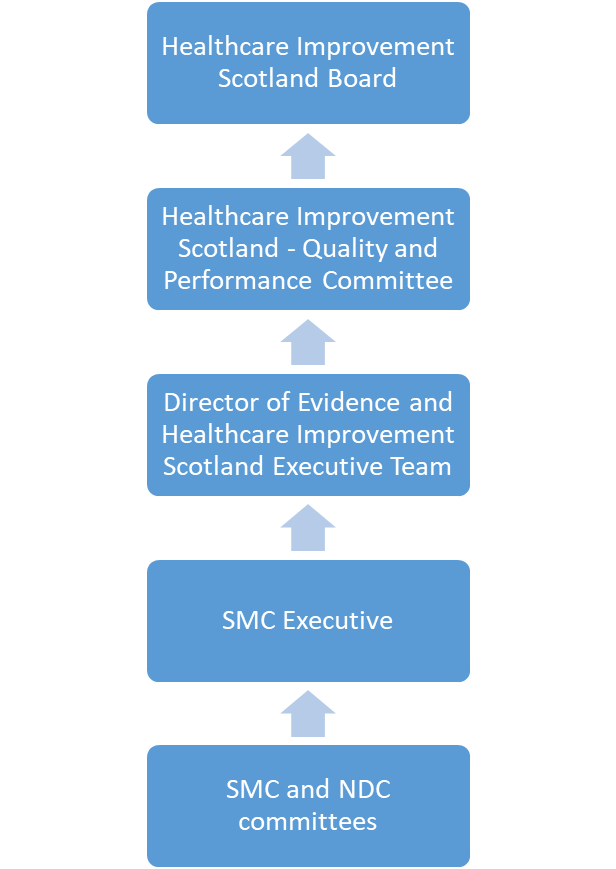 Healthcare Improvement
Scotland Board
Healthcare Improvement
Scotland - Quality and
Performance Committee
Director of Evidence and
Healthcare Improvement
Scotland Executive Team
SMC Executive
SMC and NDC
committees